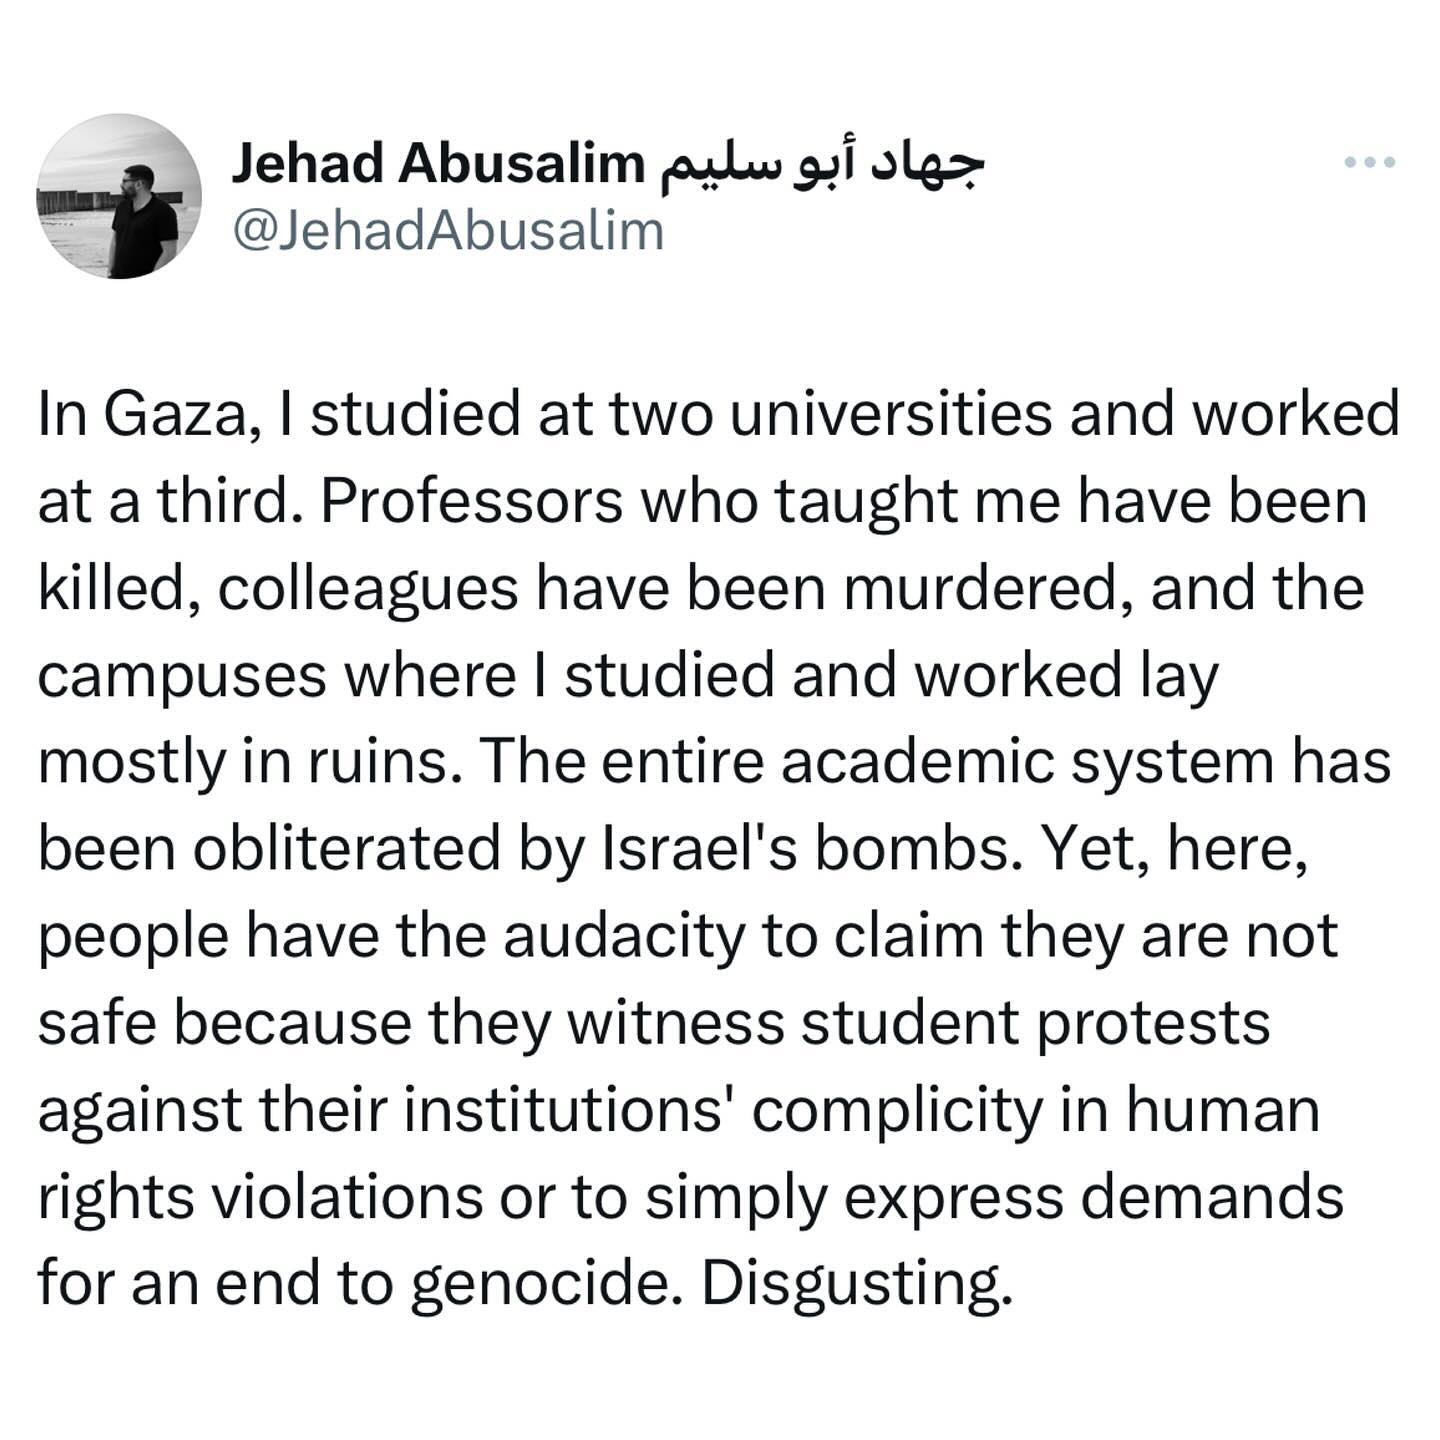 Jehad Abusalim جهاد أبو سليم
@JehadAbusalim
In Gaza, I studied at two universities and worked
at a third. Professors who taught me have been
killed, colleagues have been murdered, and the
campuses where I studied and worked lay
mostly in ruins. The entire academic system has
been obliterated by Israel's bombs. Yet, here,
people have the audacity to claim they are not
safe because they witness student protests
against their institutions' complicity in human
rights violations or to simply express demands
for an end to genocide. Disgusting.